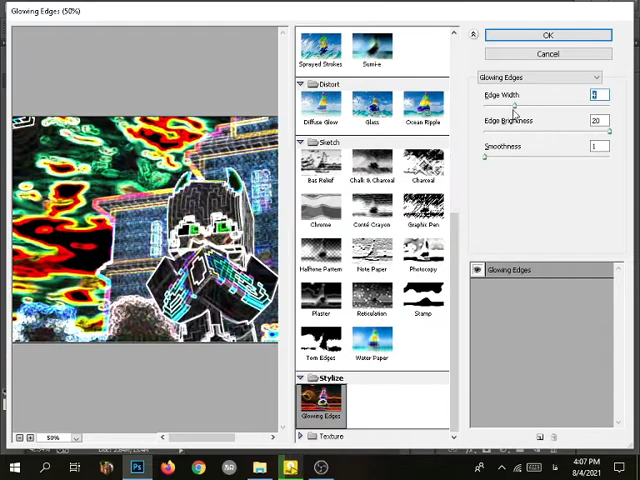 Glowing Edges (50%)
OK
Cancel
Glowing Edges
Edge Width
Edge Brightness 20
Smoothness 1
Sprayed Strokes Sumi-e
Distort
Diffuse Glow Glass Ocean Ripple
Sketch
Bas Relief Chalk & Charcoal Charcoal
Chrome Conté Crayon Graphic Pen
Halftone Pattern Note Paper Photocopy
Plaster Reticulation Stamp
Torn Edges Water Paper
Stylize
Glowing Edges
Texture
Glowing Edges
50%
Ps
4:07 PM
8/4/2021